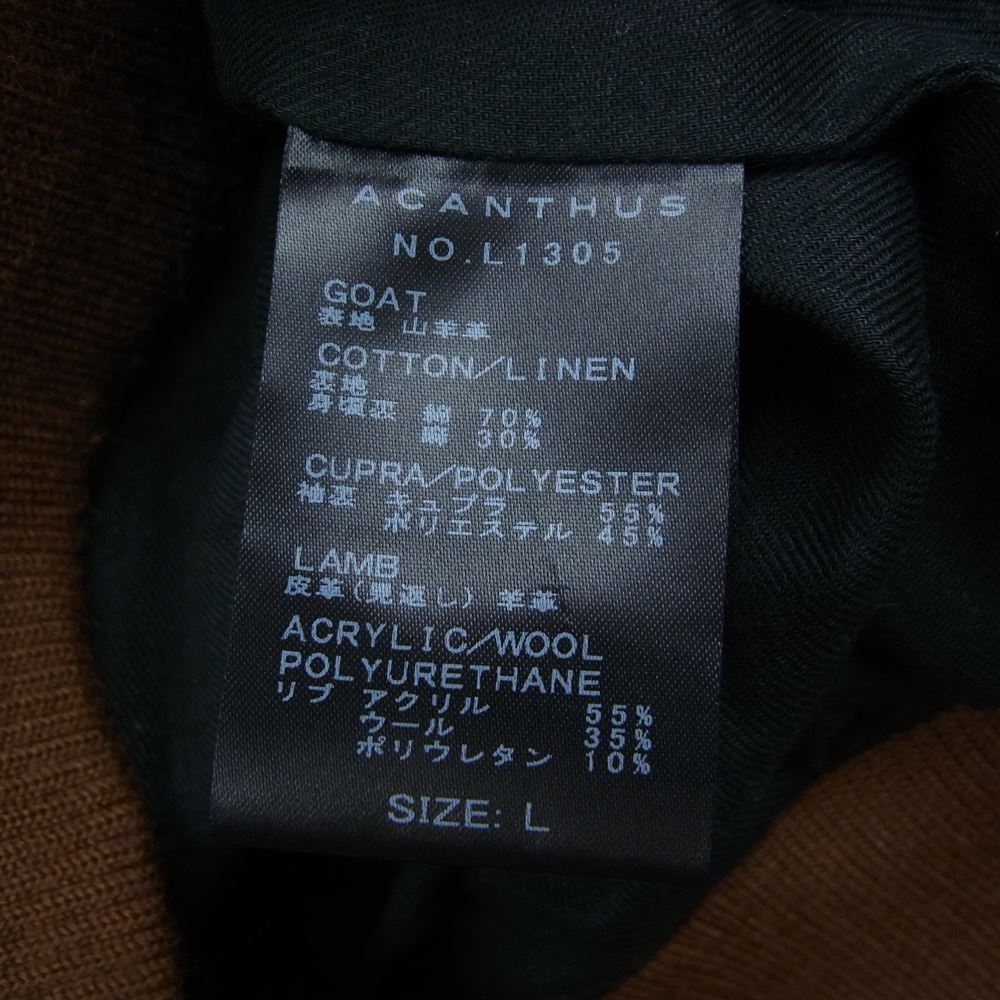 ACANTHUS
NO.L1305
GOAT
表地 山羊革
COTTON/LINEN
表地
身頃裏 綿 70%
麻 30%
CUPRA/POLYESTER
袖裏 キュプラ 55%
ポリエステル 45%
LAMB
皮革(見返し) 羊革
ACRYLIC/WOOL
POLYURETHANE
リブ アクリル 55%
ウール 35%
ポリウレタン 10%
SIZE: L